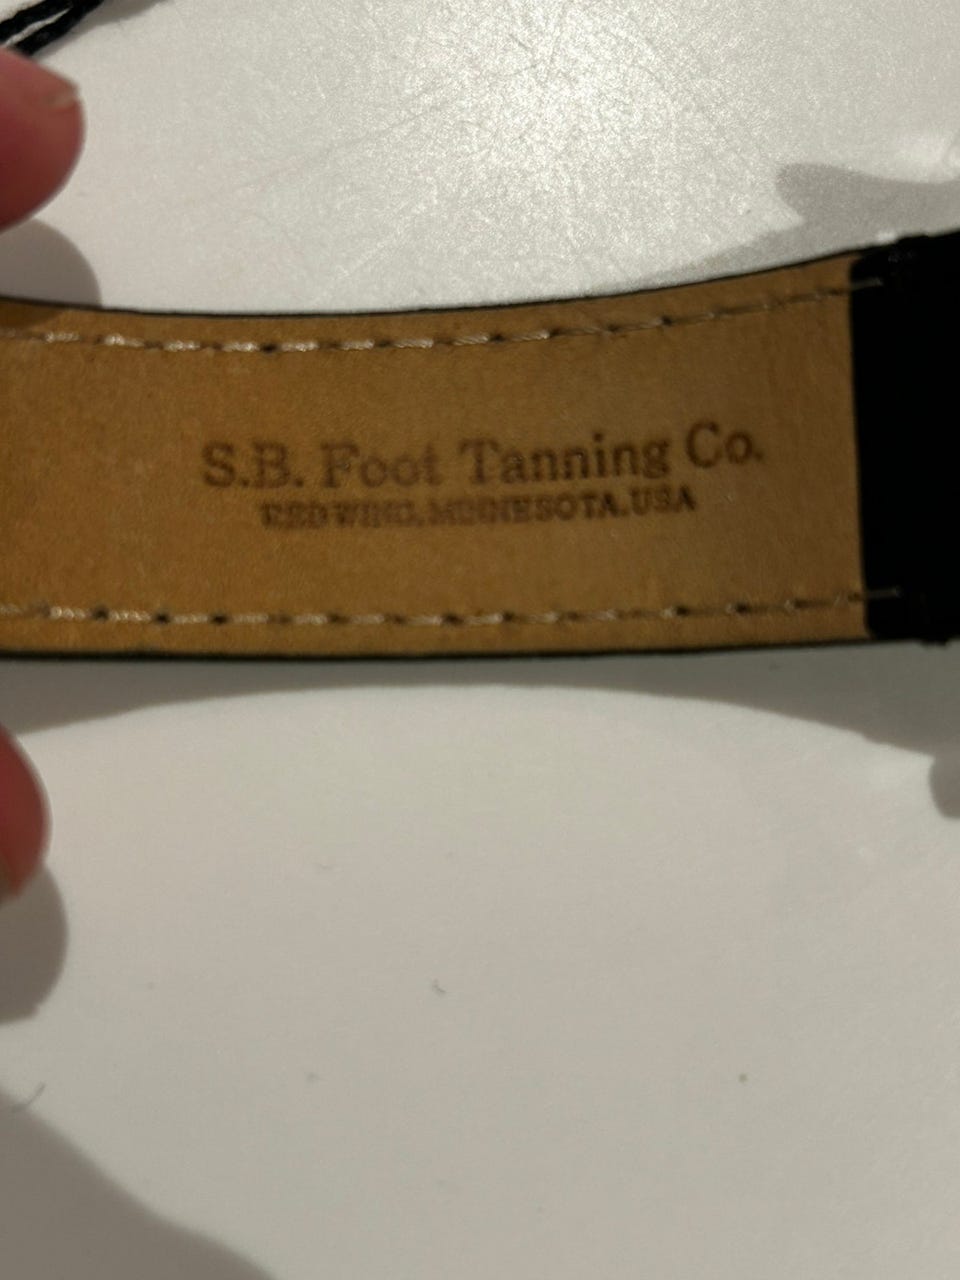 S.B. Foot Tanning Co.
RED WING, MINNESOTA, USA